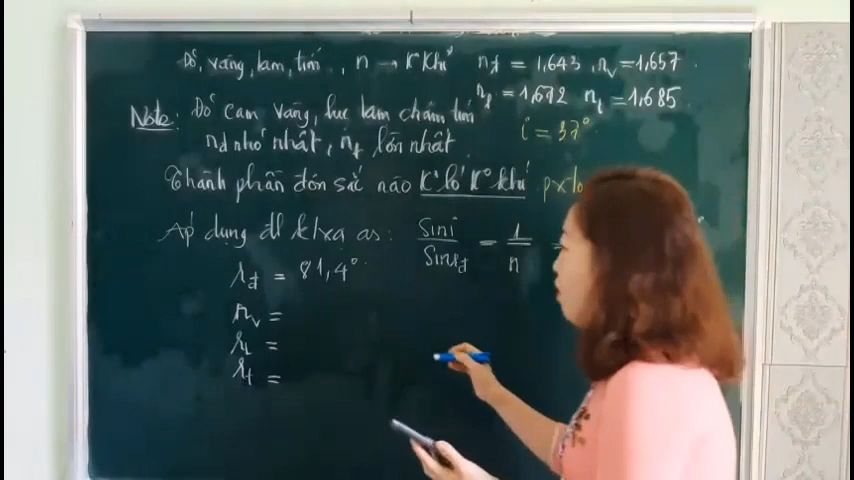 Đỏ, vàng, lam, tím, n → K° Khí nđ = 1,643, nv = 1,657
nl = 1,672 nt = 1,685
Note: Đỏ cam vàng, lục lam chàm tím
nđ nhỏ nhất, nt lớn nhất.
i = 37°
Thành phần đơn sắc nào K° ló K° khí pxlo
Áp dụng đl ktxạ as: Sini / Sinrđ = 1 / n =
rđ = 81,4°
rv =
rl =
rt =